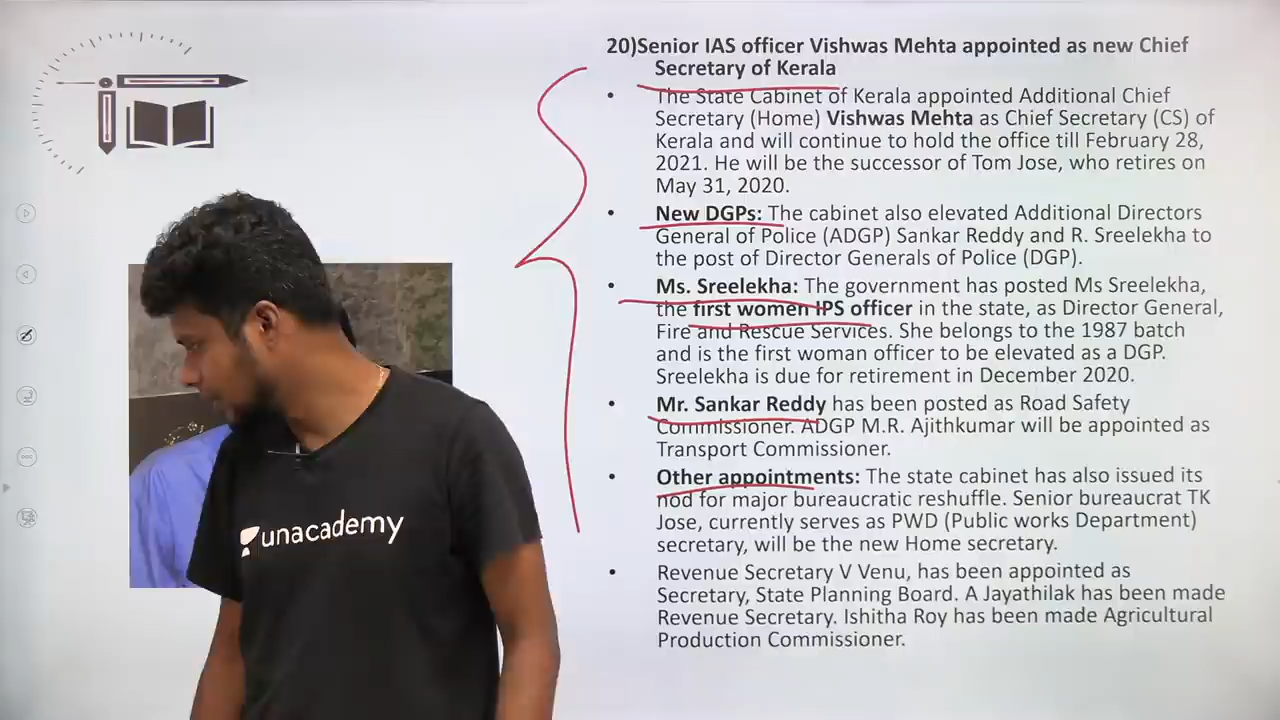 20)Senior IAS officer Vishwas Mehta appointed as new Chief
Secretary of Kerala
• The State Cabinet of Kerala appointed Additional Chief
Secretary (Home) Vishwas Mehta as Chief Secretary (CS) of
Kerala and will continue to hold the office till February 28,
2021. He will be the successor of Tom Jose, who retires on
May 31, 2020.
• New DGPs: The cabinet also elevated Additional Directors
General of Police (ADGP) Sankar Reddy and R. Sreelekha to
the post of Director Generals of Police (DGP).
• Ms. Sreelekha: The government has posted Ms Sreelekha,
the first women IPS officer in the state, as Director General,
Fire and Rescue Services. She belongs to the 1987 batch
and is the first woman officer to be elevated as a DGP.
Sreelekha is due for retirement in December 2020.
• Mr. Sankar Reddy has been posted as Road Safety
Commissioner. ADGP M.R. Ajithkumar will be appointed as
Transport Commissioner.
• Other appointments: The state cabinet has also issued its
nod for major bureaucratic reshuffle. Senior bureaucrat TK
Jose, currently serves as PWD (Public works Department)
secretary, will be the new Home secretary.
• Revenue Secretary V Venu, has been appointed as
Secretary, State Planning Board. A Jayathilak has been made
Revenue Secretary. Ishitha Roy has been made Agricultural
Production Commissioner.
unacademy